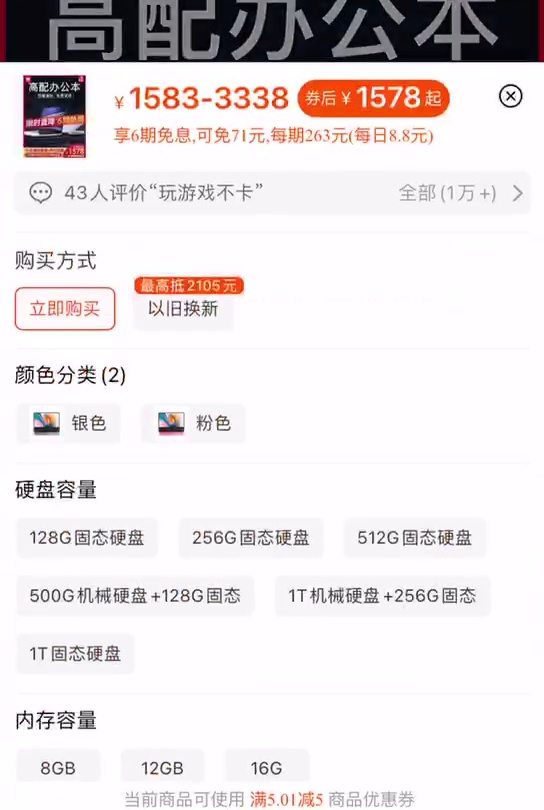 高配办公本
高配办公本
¥1583-3338 券后¥1578起
享6期免息,可免71元,每期263元(每日8.8元)
43人评价“玩游戏不卡” 全部(1万+)
购买方式
最高抵2105元
立即购买 以旧换新
颜色分类(2)
银色 粉色
硬盘容量
128G固态硬盘 256G固态硬盘 512G固态硬盘
500G机械硬盘+128G固态 1T机械硬盘+256G固态
1T固态硬盘
内存容量
8GB 12GB 16G
当前商品可使用 满5.01减5 商品优惠券